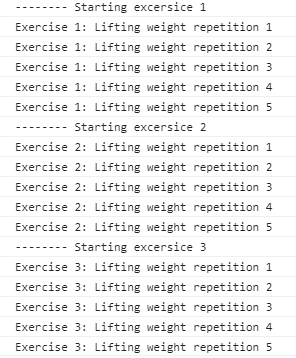 -------- Starting excersice 1
Exercise 1: Lifting weight repetition 1
Exercise 1: Lifting weight repetition 2
Exercise 1: Lifting weight repetition 3
Exercise 1: Lifting weight repetition 4
Exercise 1: Lifting weight repetition 5
-------- Starting excersice 2
Exercise 2: Lifting weight repetition 1
Exercise 2: Lifting weight repetition 2
Exercise 2: Lifting weight repetition 3
Exercise 2: Lifting weight repetition 4
Exercise 2: Lifting weight repetition 5
-------- Starting excersice 3
Exercise 3: Lifting weight repetition 1
Exercise 3: Lifting weight repetition 2
Exercise 3: Lifting weight repetition 3
Exercise 3: Lifting weight repetition 4
Exercise 3: Lifting weight repetition 5